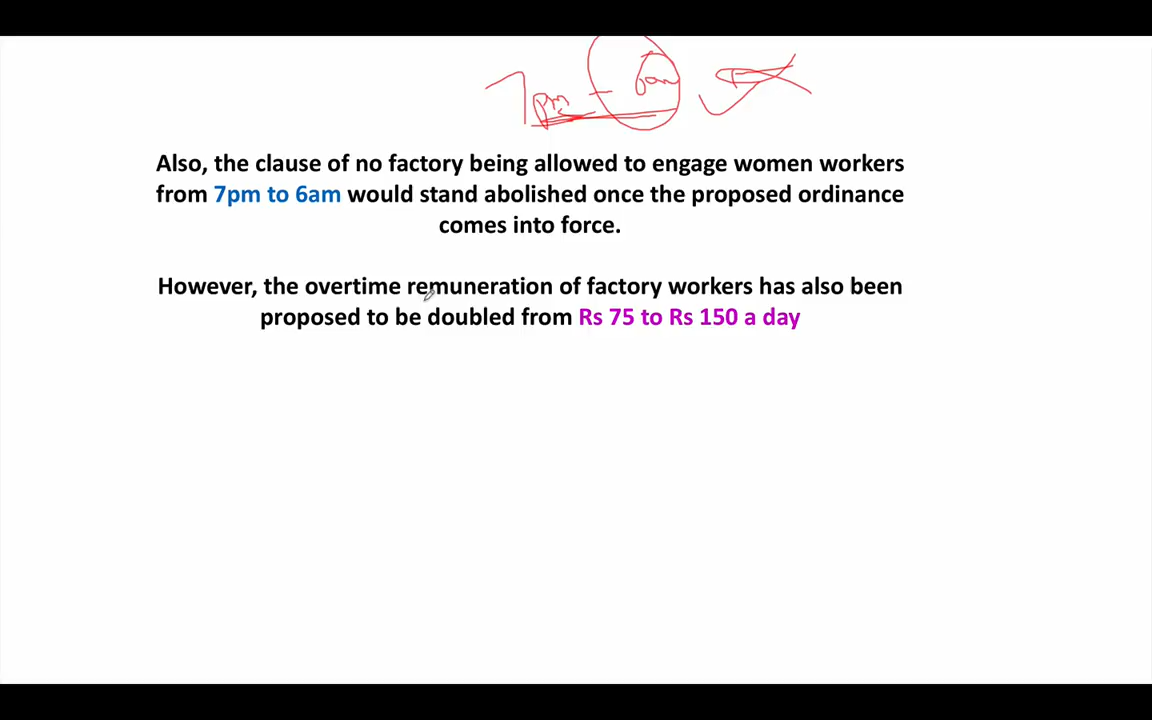 7pm - 6am
Also, the clause of no factory being allowed to engage women workers
from 7pm to 6am would stand abolished once the proposed ordinance
comes into force.
However, the overtime remuneration of factory workers has also been
proposed to be doubled from Rs 75 to Rs 150 a day